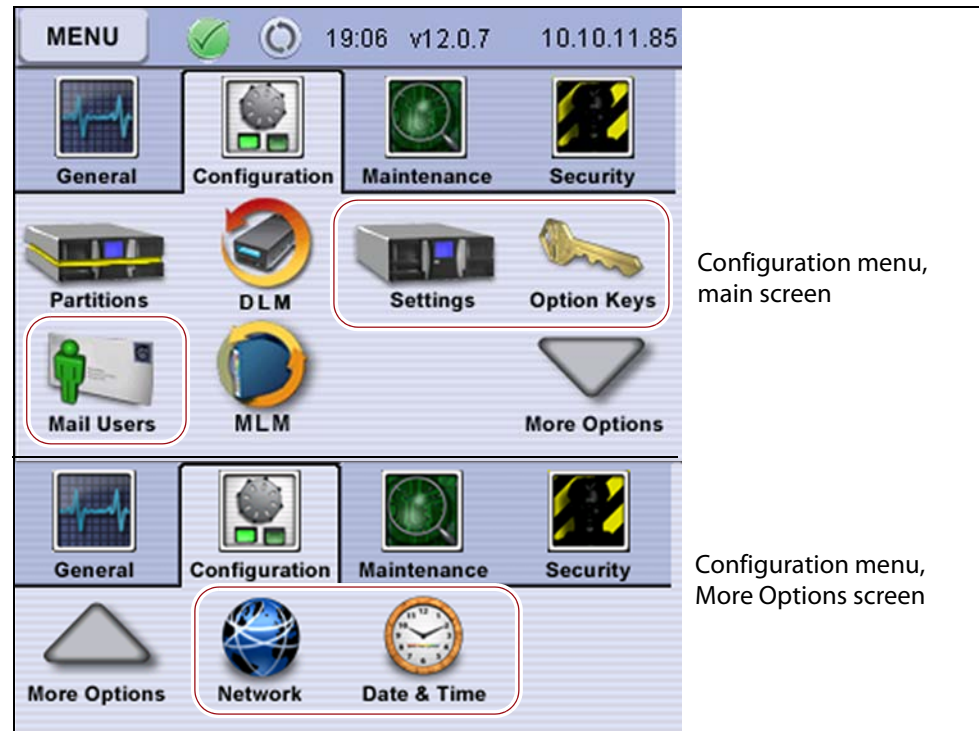 MENU 19:06 v12.0.7 10.10.11.85
General Configuration Maintenance Security
Partitions DLM Settings Option Keys
Configuration menu,
main screen
Mail Users MLM More Options
General Configuration Maintenance Security
Configuration menu,
More Options screen
More Options Network Date & Time